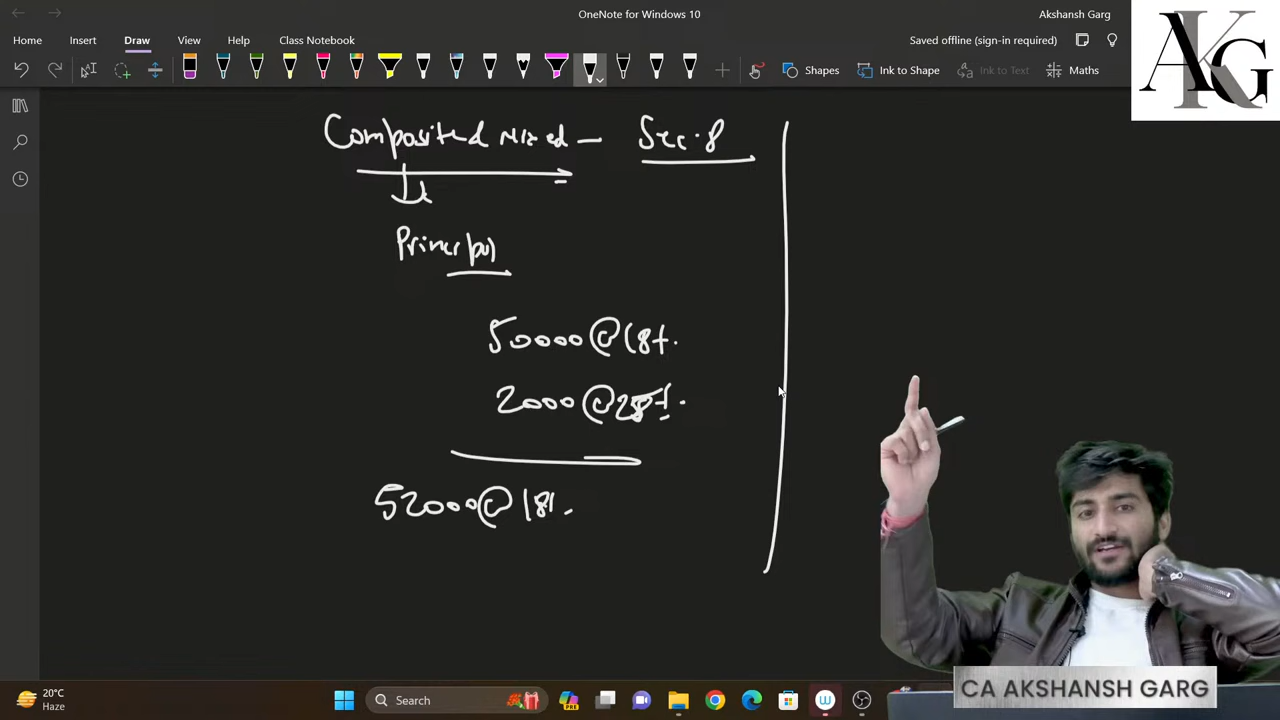 OneNote for Windows 10
Akshansh Garg
Home Insert Draw View Help Class Notebook
Saved offline (sign-in required)
Shapes Ink to Shape Ink to Text Maths
AKG
Composited Mixed - Sec. 8
Principal
50000 @ 18%.
2000 @ 28%.
52000 @ 18%.
CA AKSHANSH GARG
20°C
Haze
Search